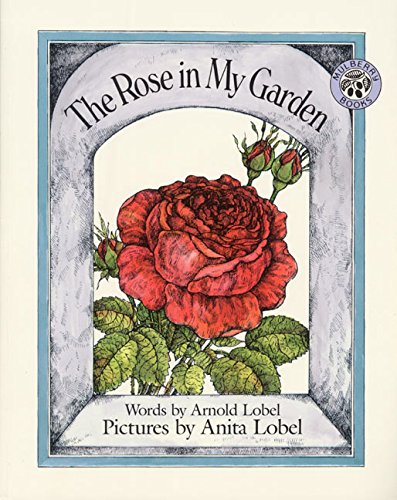 The Rose in My Garden
MULBERRY
BOOKS
Words by Arnold Lobel
Pictures by Anita Lobel